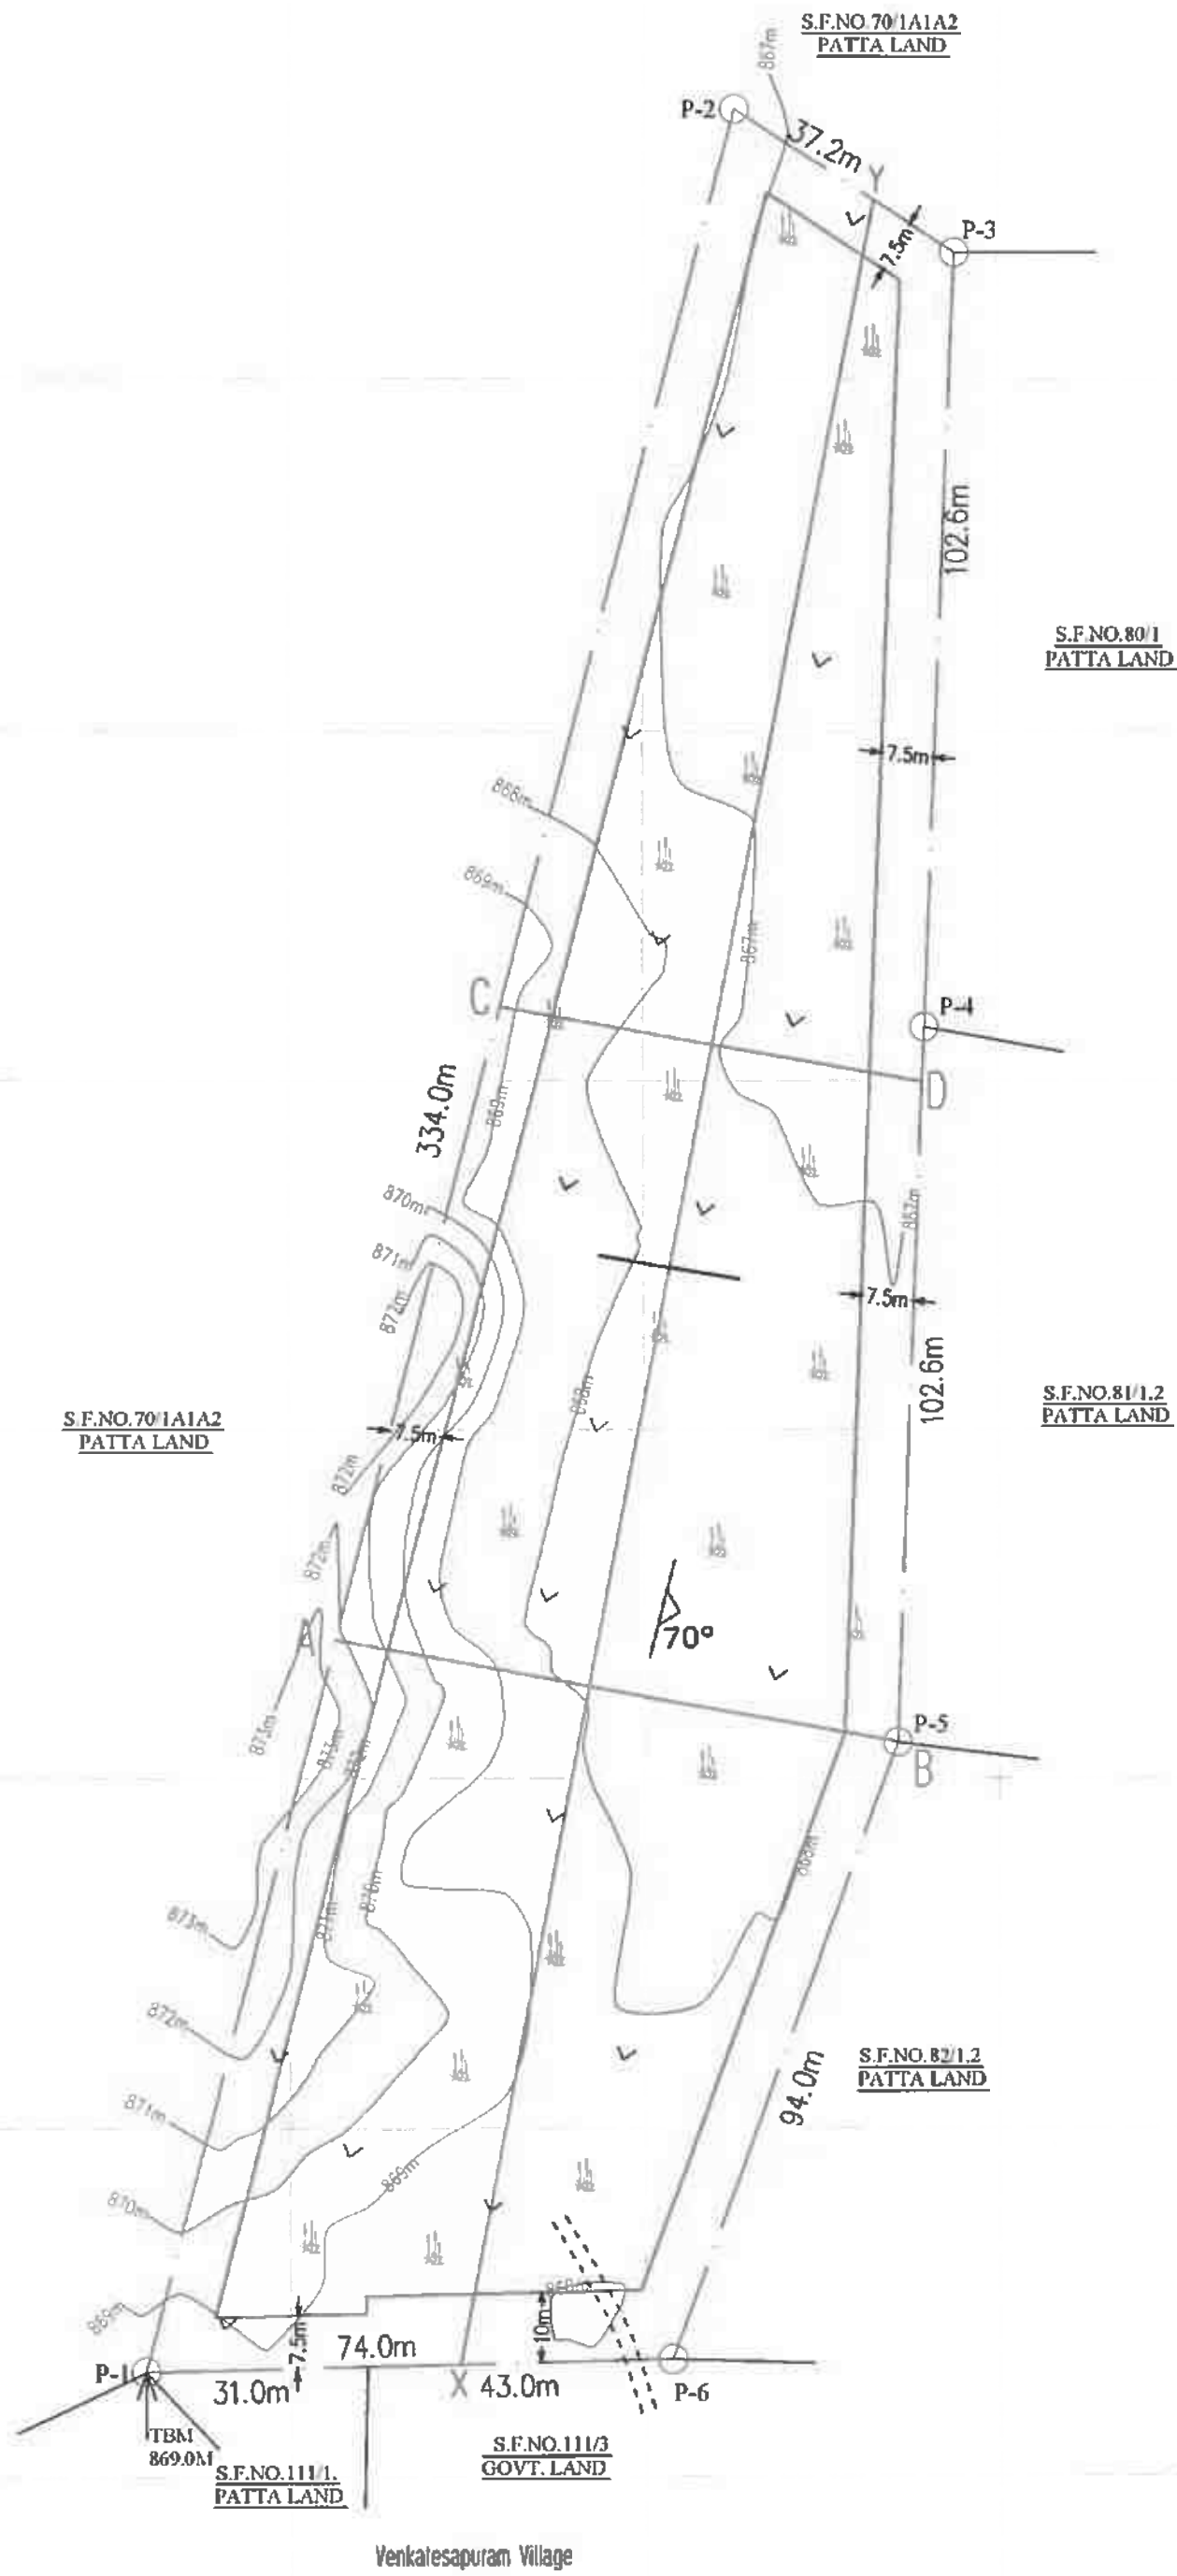 S.F.NO.70/1A1A2
PATTA LAND
867m
P-2
37.2m
Y
P-3
7.5m
102.6m
S.F.NO.80/1
PATTA LAND
7.5m
868m
869m
867m
C
P-4
D
334.0m
869m
870m
871m
872m
867m
7.5m
102.6m
868m
S.F.NO.70/1A1A2
PATTA LAND
7.5m
S.F.NO.81/1.2
PATTA LAND
872m
872m
A
70°
P-5
B
873m
873m
868m
870m
871m
873m
872m
94.0m
S.F.NO.82/1.2
PATTA LAND
871m
869m
870m
869m
10m
7.5m
74.0m
P-1
31.0m
X
43.0m
P-6
TBM
869.0M
S.F.NO.111/1.
PATTA LAND
S.F.NO.111/3
GOVT. LAND
Venkatesapuram Village